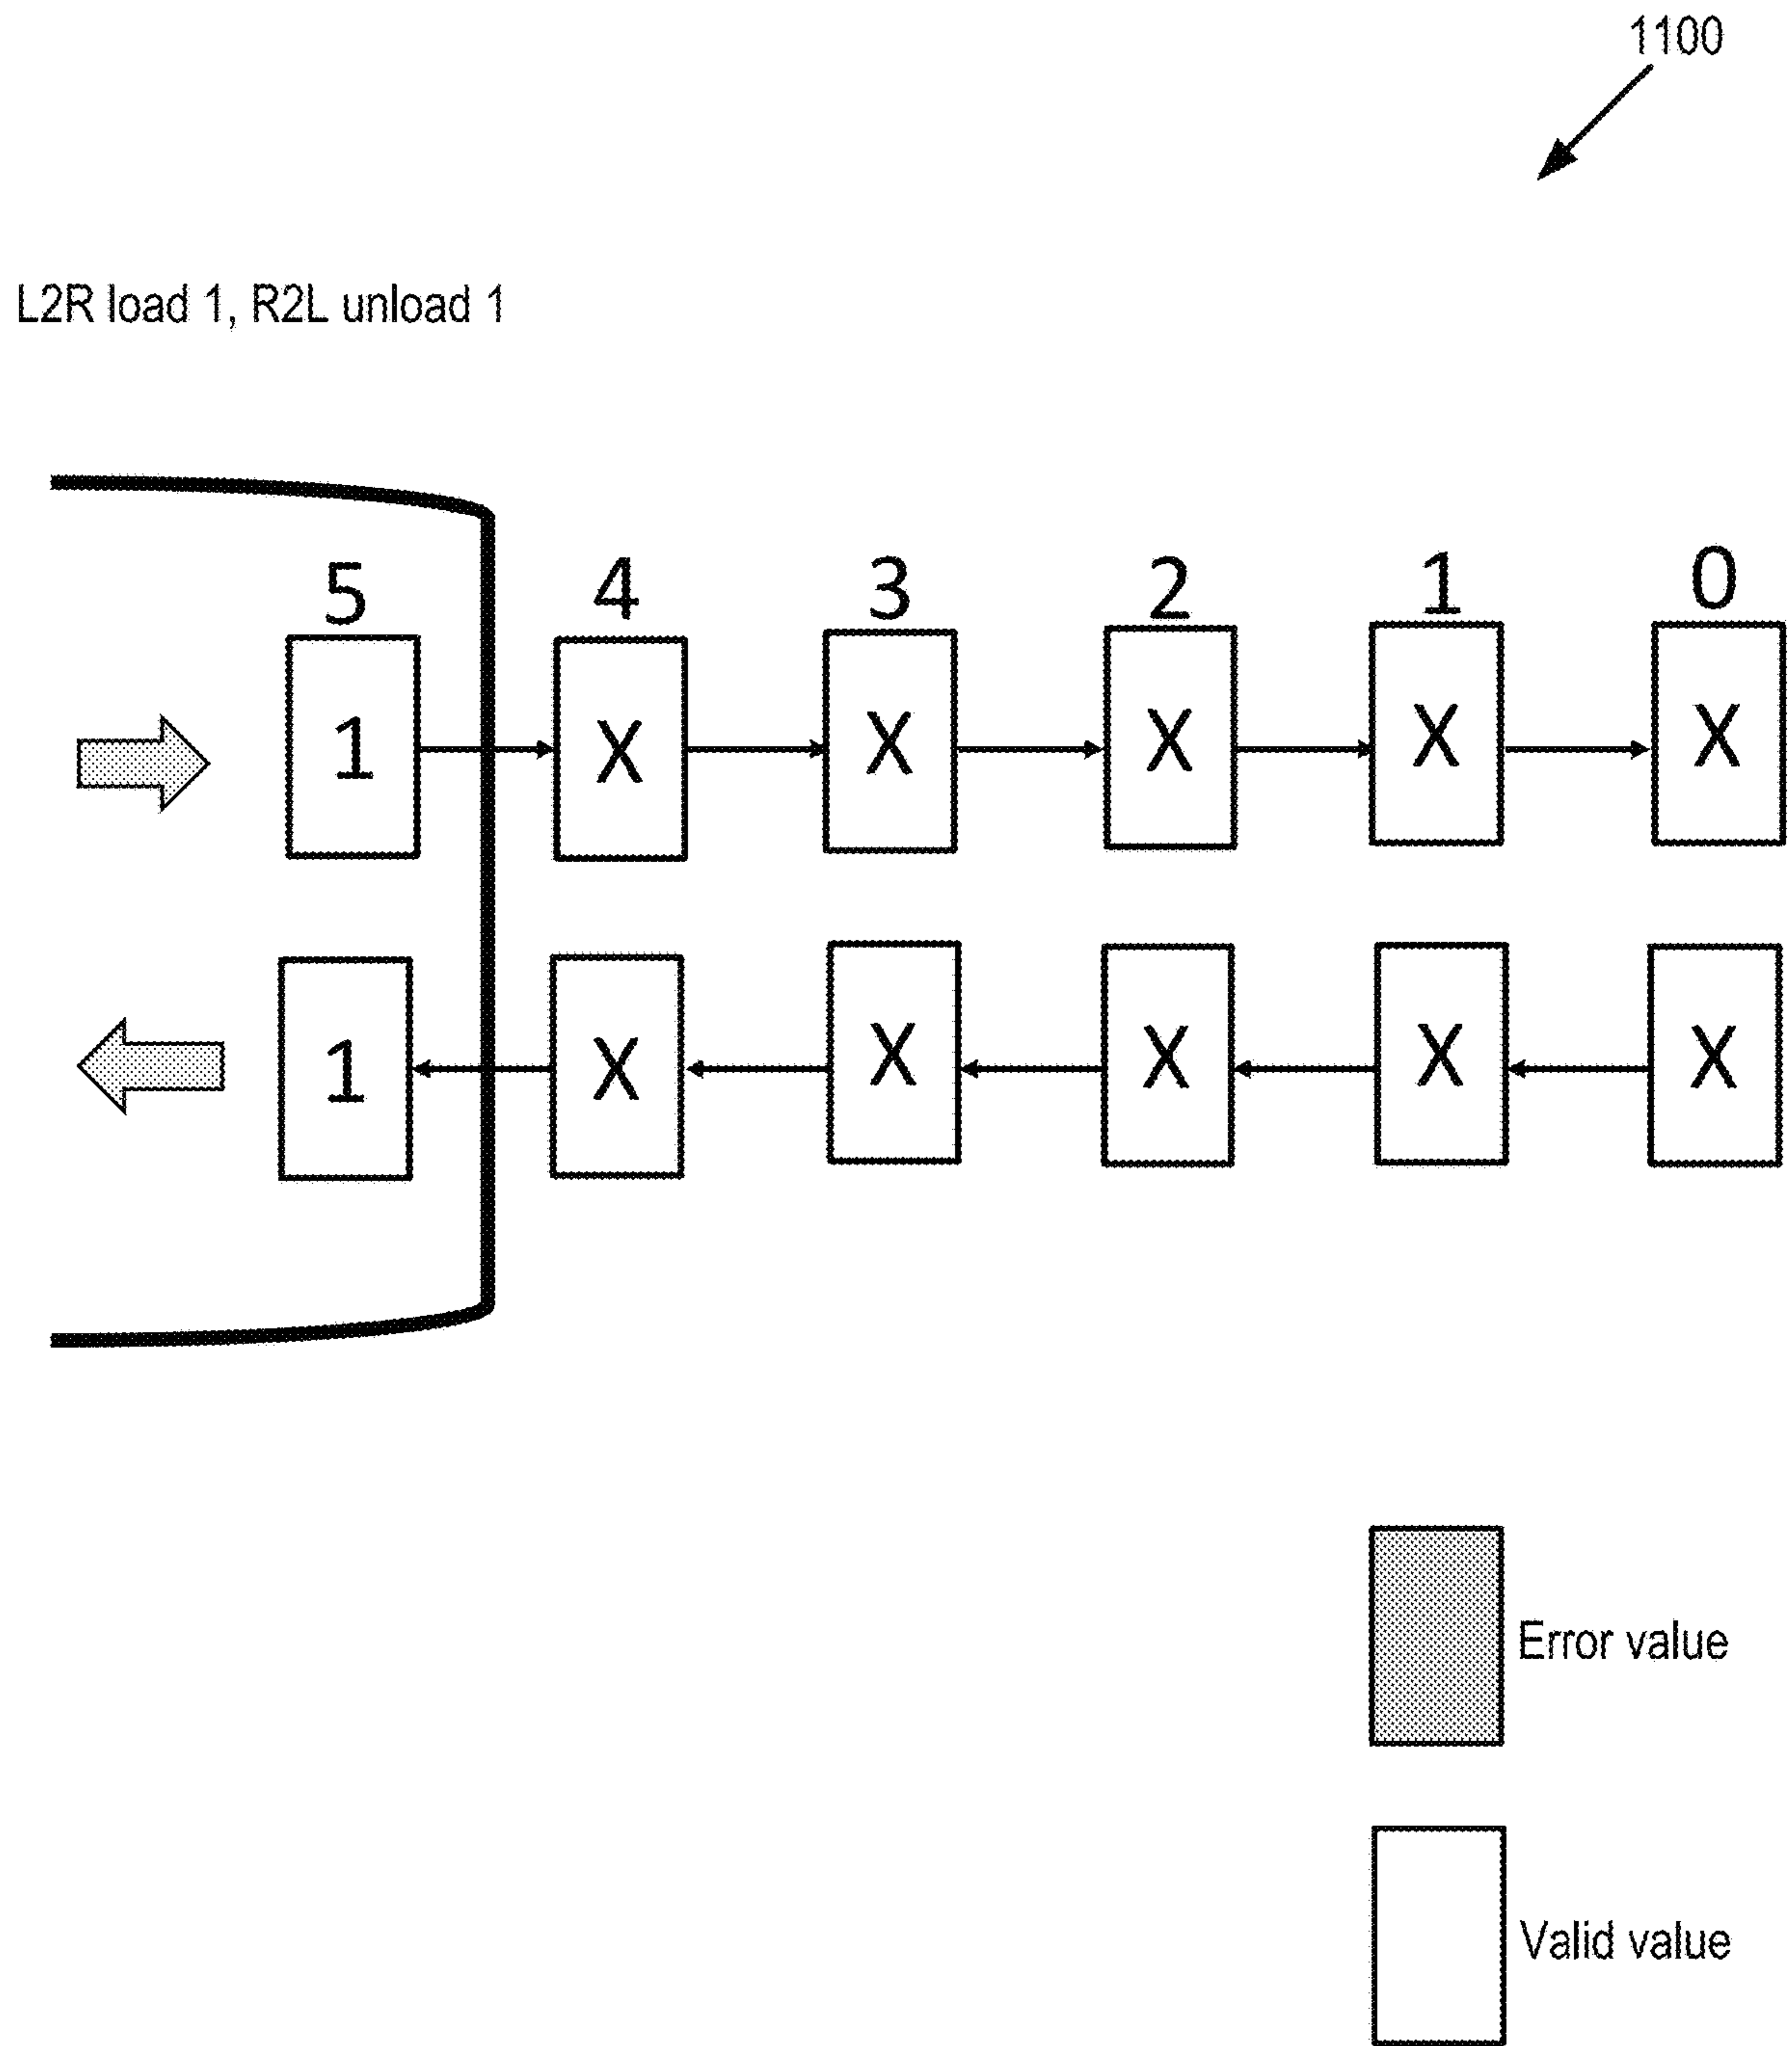 1100
L2R load 1, R2L unload 1
5 4 3 2 1 0
1 X X X X X
1 X X X X X
Error value
Valid value